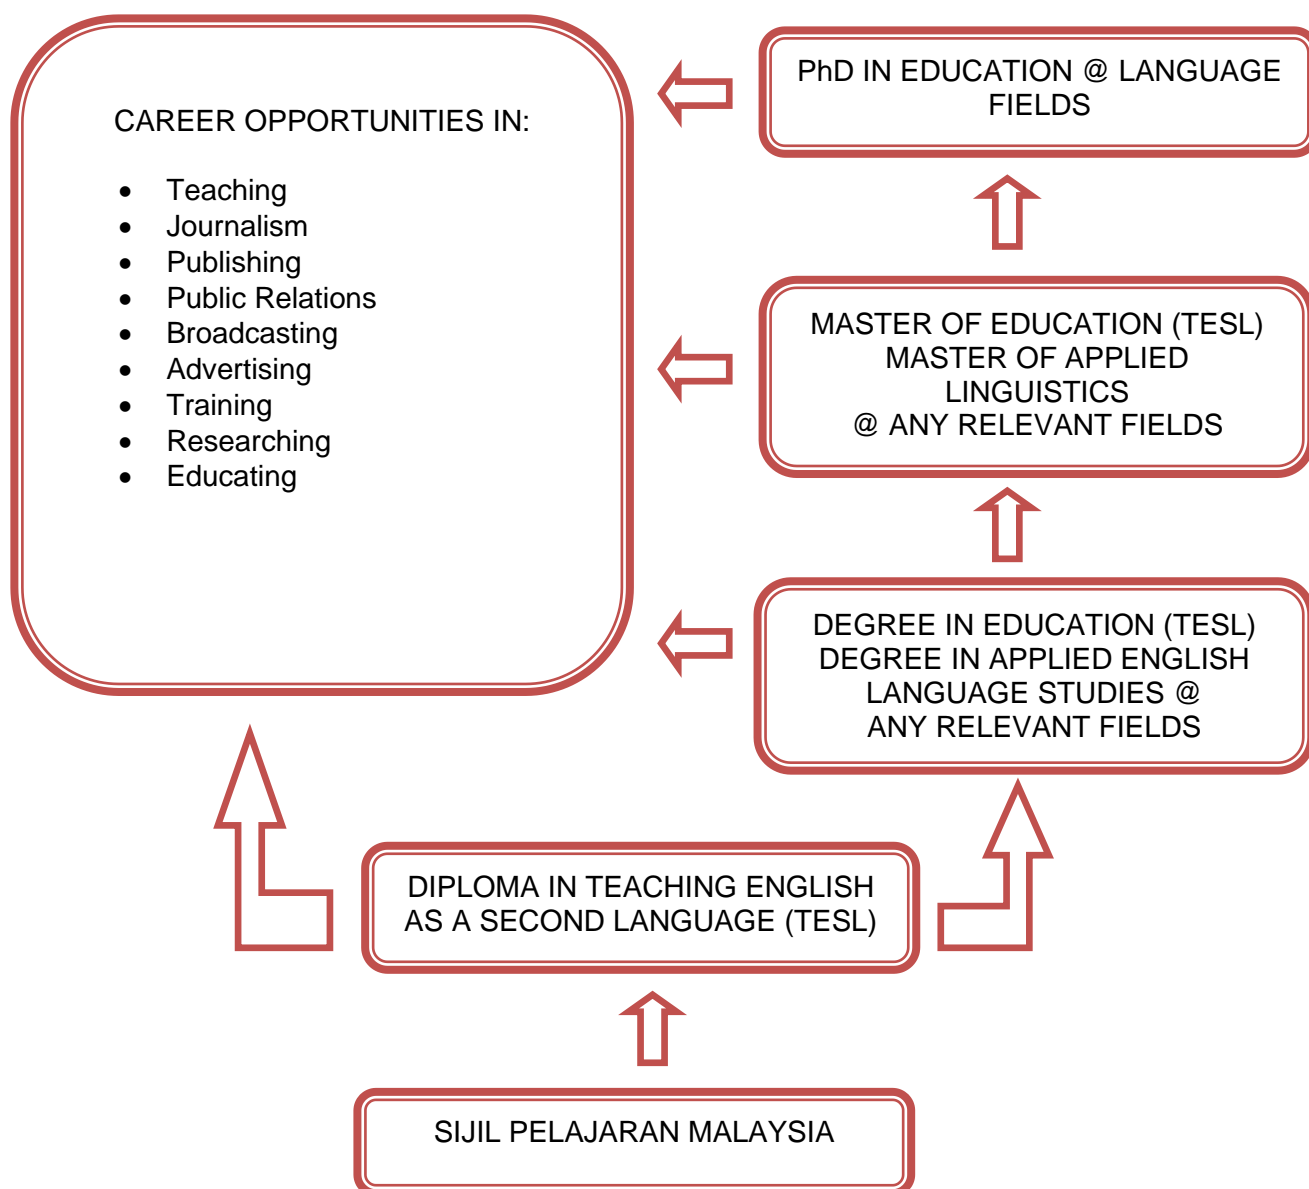 CAREER OPPORTUNITIES IN:
• Teaching
• Journalism
• Publishing
• Public Relations
• Broadcasting
• Advertising
• Training
• Researching
• Educating
PhD IN EDUCATION @ LANGUAGE
FIELDS
MASTER OF EDUCATION (TESL)
MASTER OF APPLIED
LINGUISTICS
@ ANY RELEVANT FIELDS
DEGREE IN EDUCATION (TESL)
DEGREE IN APPLIED ENGLISH
LANGUAGE STUDIES @
ANY RELEVANT FIELDS
DIPLOMA IN TEACHING ENGLISH
AS A SECOND LANGUAGE (TESL)
SIJIL PELAJARAN MALAYSIA